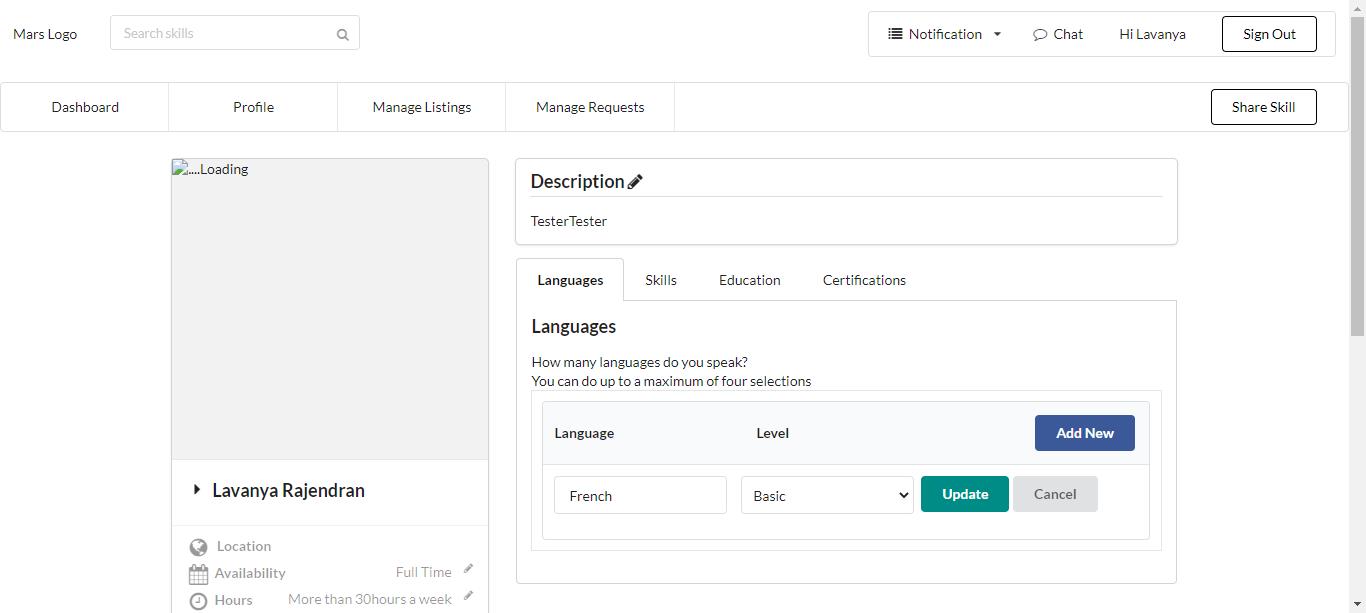 Mars Logo
Search skills
Notification
Chat
Hi Lavanya
Sign Out
Dashboard
Profile
Manage Listings
Manage Requests
Share Skill
....Loading
Lavanya Rajendran
Location
Availability
Full Time
Hours
More than 30hours a week
Description
TesterTester
Languages
Skills
Education
Certifications
Languages
How many languages do you speak?
You can do up to a maximum of four selections
Language
Level
Add New
French
Basic
Update
Cancel